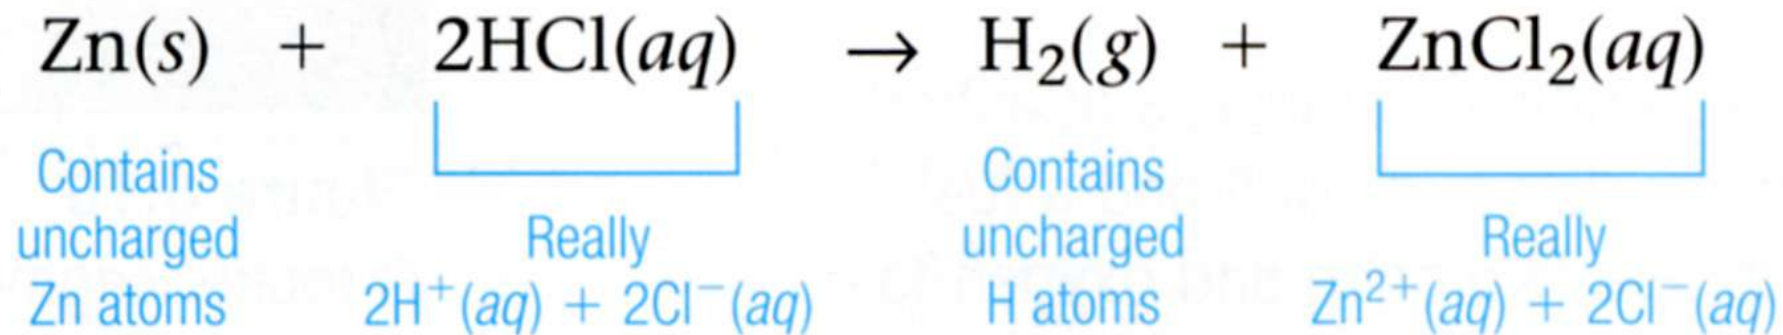 Zn(s) + 2HCl(aq) → H₂(g) + ZnCl₂(aq)
Contains
uncharged
Zn atoms
Really
2H⁺(aq) + 2Cl⁻(aq)
Contains
uncharged
H atoms
Really
Zn²⁺(aq) + 2Cl⁻(aq)